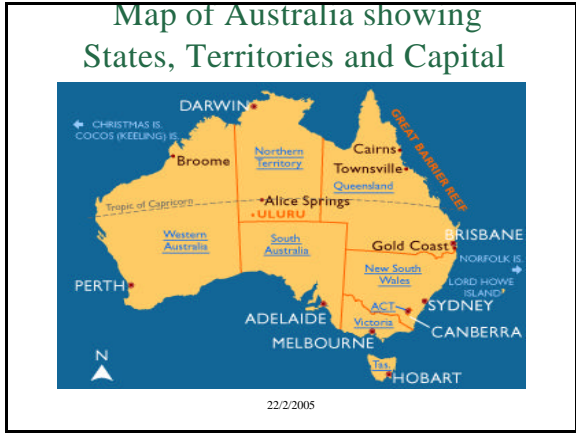 Map of Australia showing
States, Territories and Capital
DARWIN
CHRISTMAS IS.
COCOS (KEELING) IS.
GREAT BARRIER REEF
Northern
Territory
Cairns
Broome
Townsville
Queensland
Tropic of Capricorn
Alice Springs
ULURU
Western
Australia
South
Australia
BRISBANE
Gold Coast
NORFOLK IS.
New South
Wales
LORD HOWE
ISLAND
PERTH
ACT
SYDNEY
ADELAIDE
Victoria
CANBERRA
MELBOURNE
N
Tas.
HOBART
22/2/2005